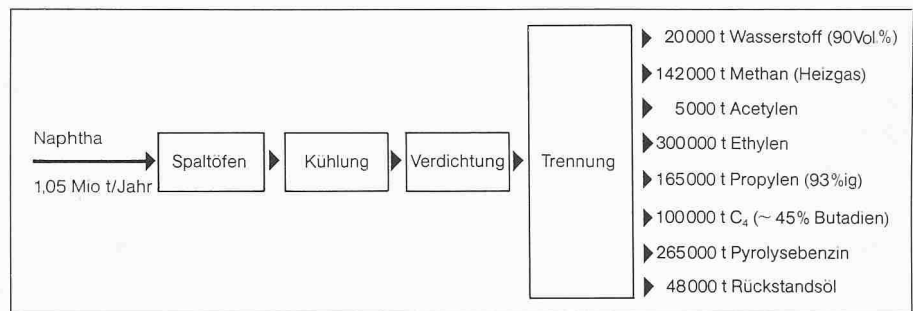 Naphtha
1,05 Mio t/Jahr
Spaltöfen
Kühlung
Verdichtung
Trennung
20000 t Wasserstoff (90Vol.%)
142000 t Methan (Heizgas)
5000 t Acetylen
300000 t Ethylen
165000 t Propylen (93%ig)
100000 t C₄ (~ 45% Butadien)
265000 t Pyrolysebenzin
48000 t Rückstandsöl